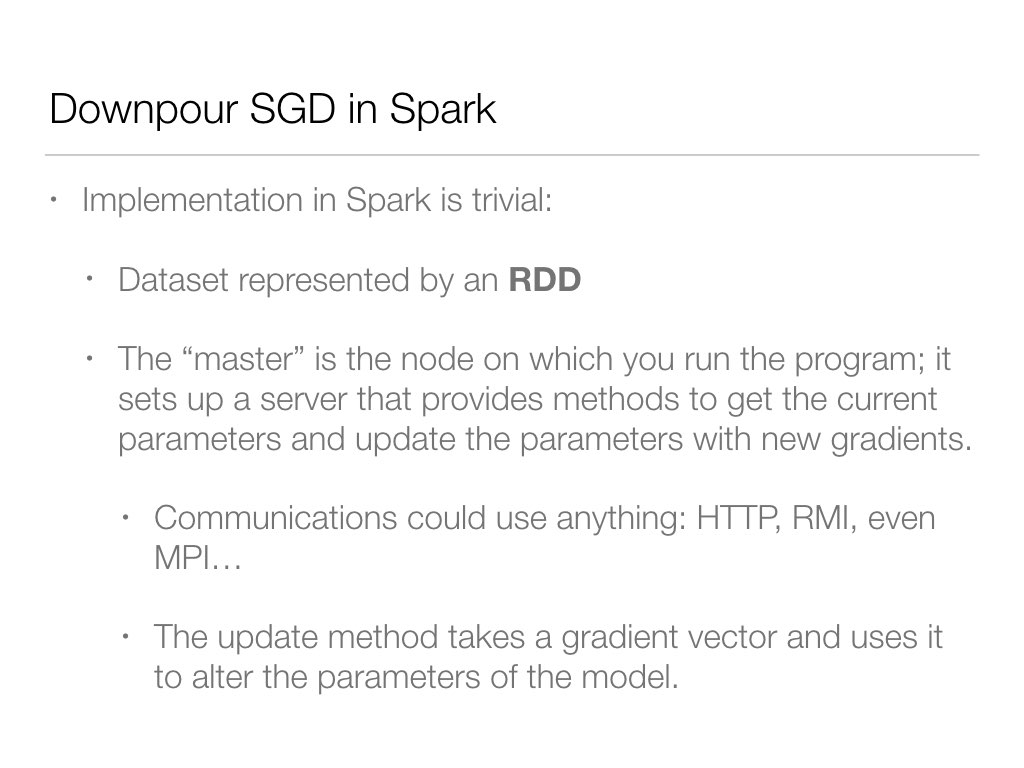 Downpour SGD in Spark
• Implementation in Spark is trivial:
• Dataset represented by an RDD
• The “master” is the node on which you run the program; it
sets up a server that provides methods to get the current
parameters and update the parameters with new gradients.
• Communications could use anything: HTTP, RMI, even
MPI…
• The update method takes a gradient vector and uses it
to alter the parameters of the model.